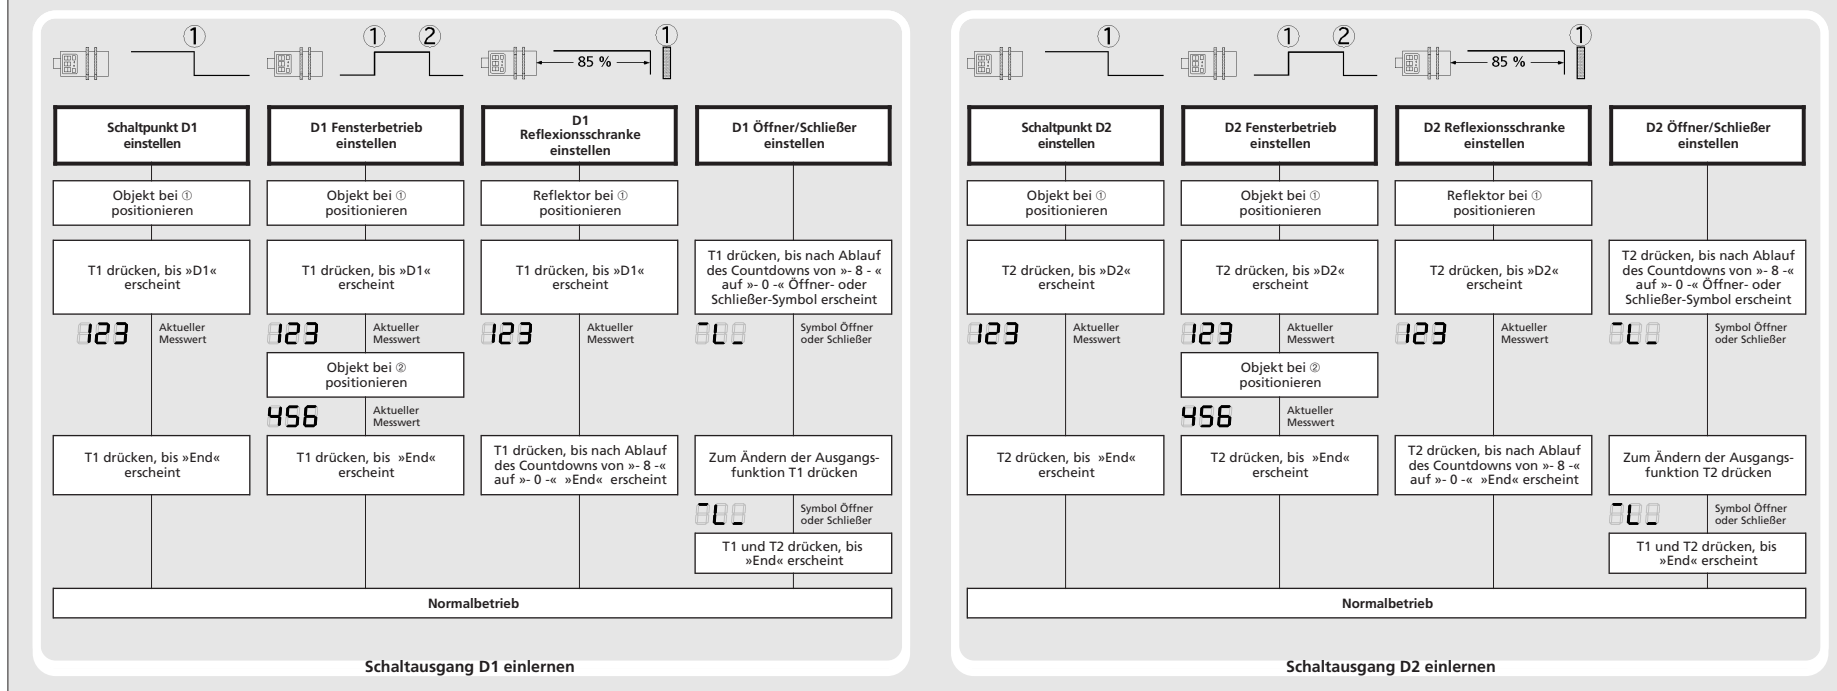 ①
① ②
85 %
①
Schaltpunkt D1
einstellen
D1 Fensterbetrieb
einstellen
D1
Reflexionsschranke
einstellen
D1 Öffner/Schließer
einstellen
Objekt bei ①
positionieren
Objekt bei ①
positionieren
Reflektor bei ①
positionieren
T1 drücken, bis »D1«
erscheint
T1 drücken, bis »D1«
erscheint
T1 drücken, bis »D1«
erscheint
T1 drücken, bis nach Ablauf
des Countdowns von »- 8 - «
auf »- 0 -« Öffner- oder
Schließer-Symbol erscheint
123
Aktueller
Messwert
123
Aktueller
Messwert
123
Aktueller
Messwert
Symbol Öffner
oder Schließer
Objekt bei ②
positionieren
456
Aktueller
Messwert
T1 drücken, bis »End«
erscheint
T1 drücken, bis  »End«
erscheint
T1 drücken, bis nach Ablauf
des Countdowns von »- 8 -«
auf »- 0 -«  »End«  erscheint
Zum Ändern der Ausgangs-
funktion T1 drücken
Symbol Öffner
oder Schließer
T1 und T2 drücken, bis
»End« erscheint
Normalbetrieb
Schaltausgang D1 einlernen
①
① ②
85 %
①
Schaltpunkt D2
einstellen
D2 Fensterbetrieb
einstellen
D2 Reflexionsschranke
einstellen
D2 Öffner/Schließer
einstellen
Objekt bei ①
positionieren
Objekt bei ①
positionieren
Reflektor bei ①
positionieren
T2 drücken, bis »D2«
erscheint
T2 drücken, bis »D2«
erscheint
T2 drücken, bis »D2«
erscheint
T2 drücken, bis nach Ablauf
des Countdowns von »- 8 -«
auf »- 0 -« Öffner- oder
Schließer-Symbol erscheint
123
Aktueller
Messwert
123
Aktueller
Messwert
123
Aktueller
Messwert
Symbol Öffner
oder Schließer
Objekt bei ②
positionieren
456
Aktueller
Messwert
T2 drücken, bis  »End«
erscheint
T2 drücken, bis  »End«
erscheint
T2 drücken, bis nach Ablauf
des Countdowns von »- 8 -«
auf »- 0 -«  »End« erscheint
Zum Ändern der Ausgangs-
funktion T2 drücken
Symbol Öffner
oder Schließer
T1 und T2 drücken, bis
»End« erscheint
Normalbetrieb
Schaltausgang D2 einlernen